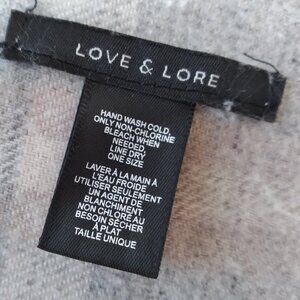 LOVE & LORE
HAND WASH COLD,
ONLY NON-CHLORINE
BLEACH WHEN
NEEDED,
LINE DRY
ONE SIZE
LAVER À LA MAIN À
L'EAU FROIDE
UTILISER SEULEMENT
UN AGENT DE
BLANCHIMENT
NON CHLORÉ AU
BESOIN SÉCHER
À PLAT
TAILLE UNIQUE